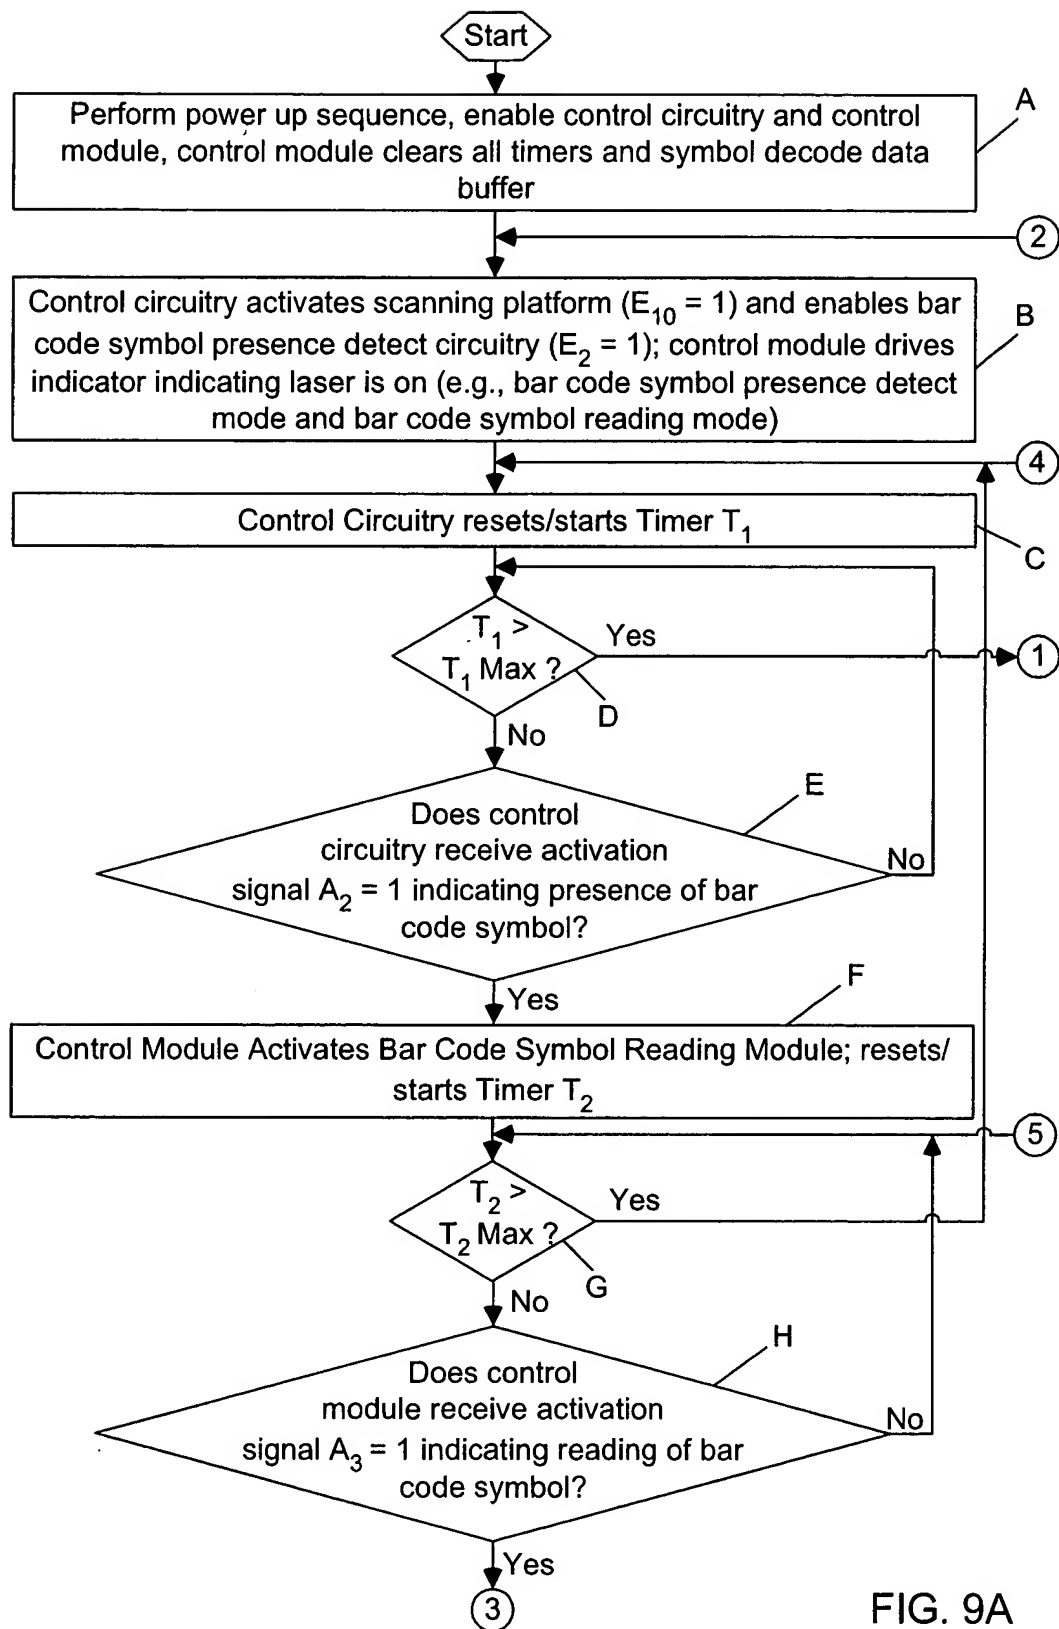 Start
Perform power up sequence, enable control circuitry and control
module, control module clears all timers and symbol decode data
buffer
A
2
Control circuitry activates scanning platform (E₁₀ = 1) and enables bar
code symbol presence detect circuitry (E₂ = 1); control module drives
indicator indicating laser is on (e.g., bar code symbol presence detect
mode and bar code symbol reading mode)
B
4
Control Circuitry resets/starts Timer T₁
C
T₁ >
T₁ Max ?
Yes
1
D
No
Does control
circuitry receive activation
signal A₂ = 1 indicating presence of bar
code symbol?
E
No
Yes
F
Control Module Activates Bar Code Symbol Reading Module; resets/
starts Timer T₂
5
T₂ >
T₂ Max ?
Yes
G
No
Does control
module receive activation
signal A₃ = 1 indicating reading of bar
code symbol?
H
No
Yes
3
FIG. 9A